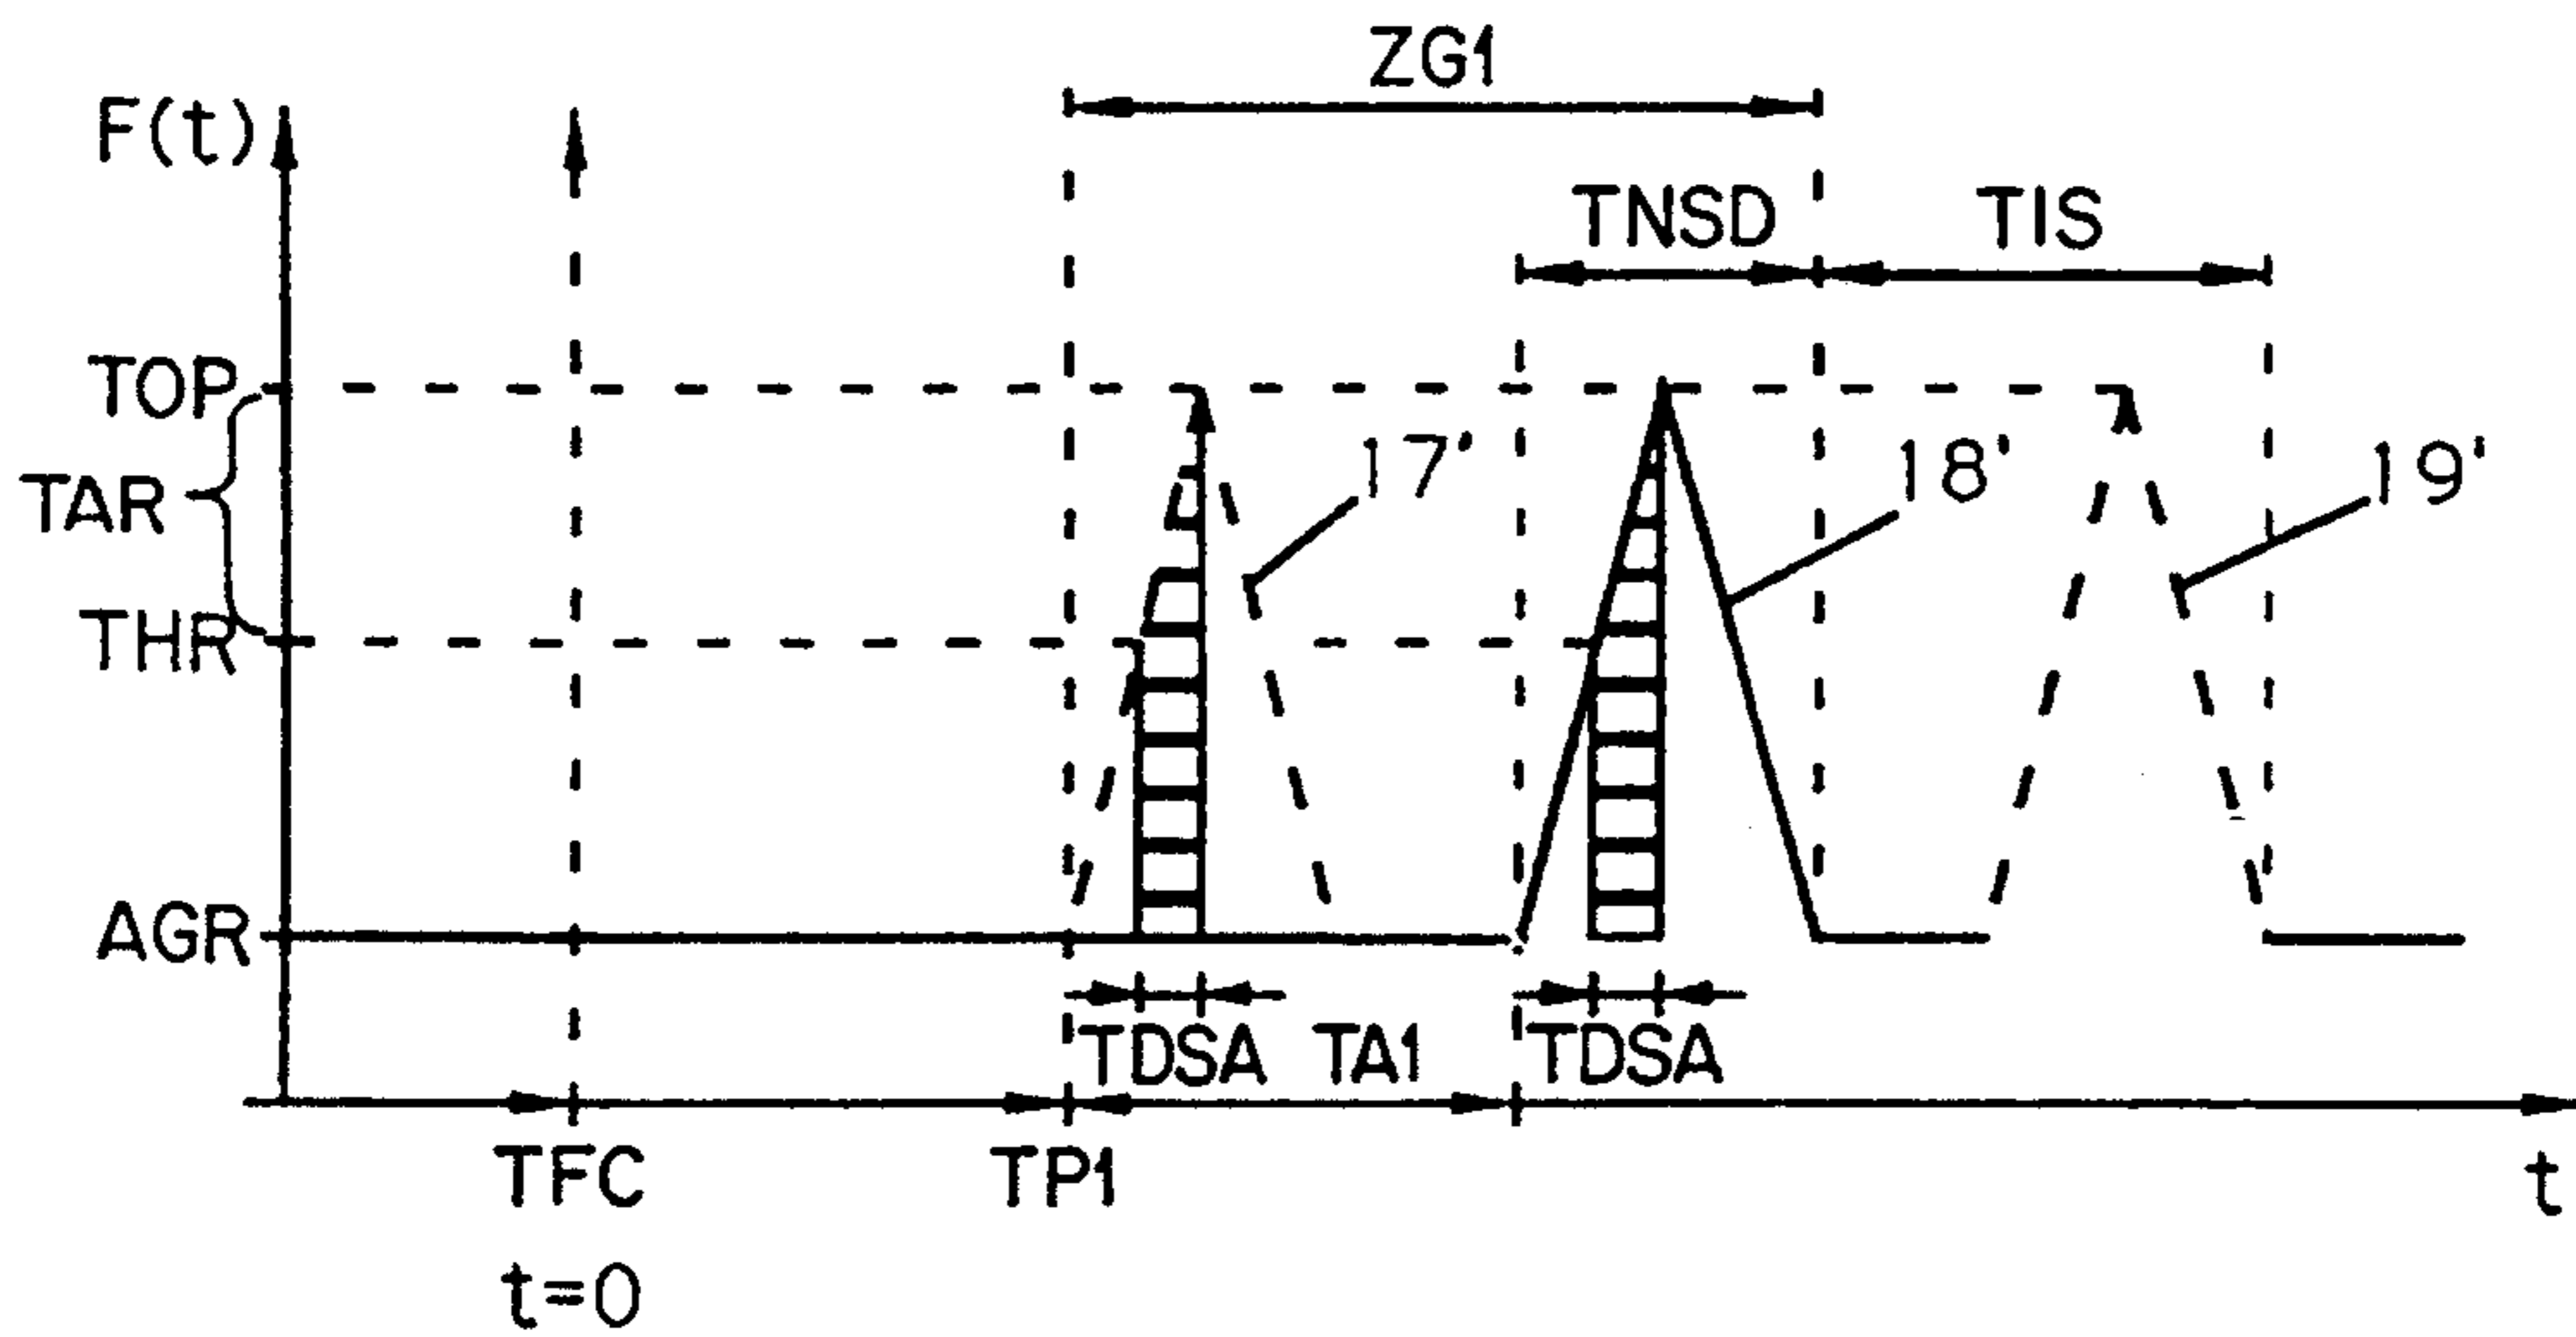 ZG1
F(t)
TNSD TIS
TOP
17' 18' 19'
TAR
THR
AGR
TDSA TA1 TDSA
TFC TP1 t
t=0